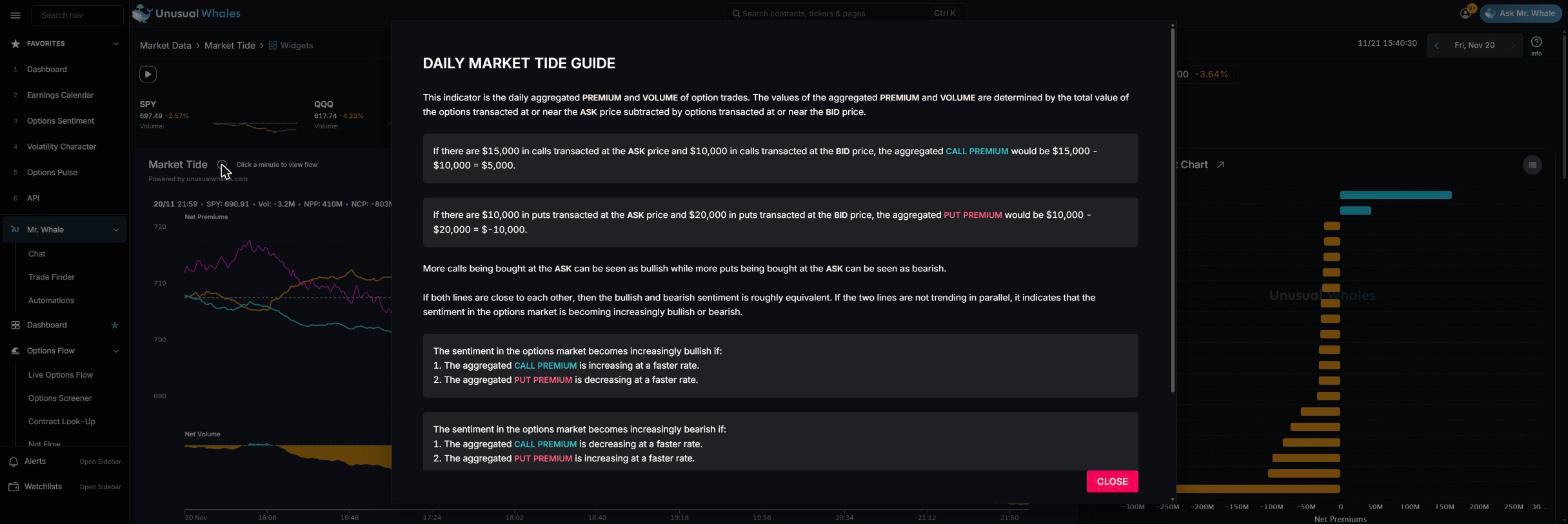 Search nav
Unusual Whales
Search contracts, tickers & pages
Ctrl K
Ask Mr. Whale
FAVORITES
1 Dashboard
2 Earnings Calendar
3 Options Sentiment
4 Volatility Character
5 Options Pulse
6 API
Mr. Whale
Chat
Trade Finder
Automations
Dashboard
Options Flow
Live Options Flow
Options Screener
Contract Look-Up
Net Flow
Alerts Open Sidebar
Watchlists Open Sidebar
Market Data > Market Tide > Widgets
11/21 15:40:30
Fri, Nov 20
Info
SPY
697.49 -2.57%
Volume:
QQQ
617.74 -4.23%
Volume:
00 -3.64%
Market Tide
Click a minute to view flow
Powered by unusualwhales.com
20/11 21:59 • SPY: 690.91 • Vol: -3.2M • NPP: 410M • NCP: -803M
Net Premiums
720
710
700
690
Net Volume
20 Nov 16:08 16:48 17:24 18:02 18:40 19:18 19:56 20:34 21:12 21:50
DAILY MARKET TIDE GUIDE
This indicator is the daily aggregated PREMIUM and VOLUME of option trades. The values of the aggregated PREMIUM and VOLUME are determined by the total value of
the options transacted at or near the ASK price subtracted by options transacted at or near the BID price.
If there are $15,000 in calls transacted at the ASK price and $10,000 in calls transacted at the BID price, the aggregated CALL PREMIUM would be $15,000 -
$10,000 = $5,000.
If there are $10,000 in puts transacted at the ASK price and $20,000 in puts transacted at the BID price, the aggregated PUT PREMIUM would be $10,000 -
$20,000 = $-10,000.
More calls being bought at the ASK can be seen as bullish while more puts being bought at the ASK can be seen as bearish.
If both lines are close to each other, then the bullish and bearish sentiment is roughly equivalent. If the two lines are not trending in parallel, it indicates that the
sentiment in the options market is becoming increasingly bullish or bearish.
The sentiment in the options market becomes increasingly bullish if:
1. The aggregated CALL PREMIUM is increasing at a faster rate.
2. The aggregated PUT PREMIUM is decreasing at a faster rate.
The sentiment in the options market becomes increasingly bearish if:
1. The aggregated CALL PREMIUM is decreasing at a faster rate.
2. The aggregated PUT PREMIUM is increasing at a faster rate.
CLOSE
t Chart
Unusual Whales
-300M -250M -200M -150M -100M -50M 0 50M 100M 150M 200M 250M 30...
Net Premiums